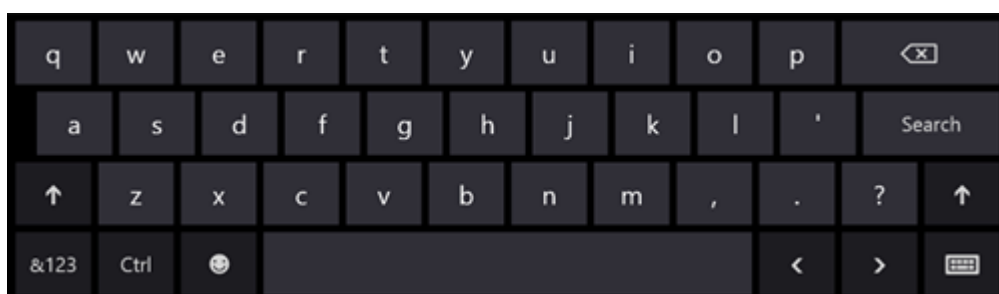 q w e r t y u i o p
a s d f g h j k l ' Search
z x c v b n m , . ?
&123 Ctrl < >